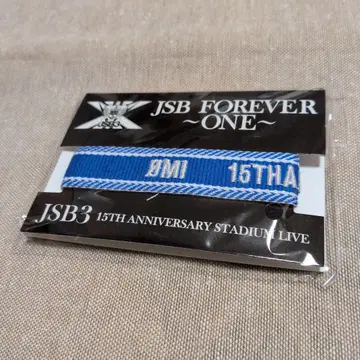 JSB FOREVER
~ONE~
ØMI 15THA
JSB3 15TH ANNIVERSARY STADIUM LIVE